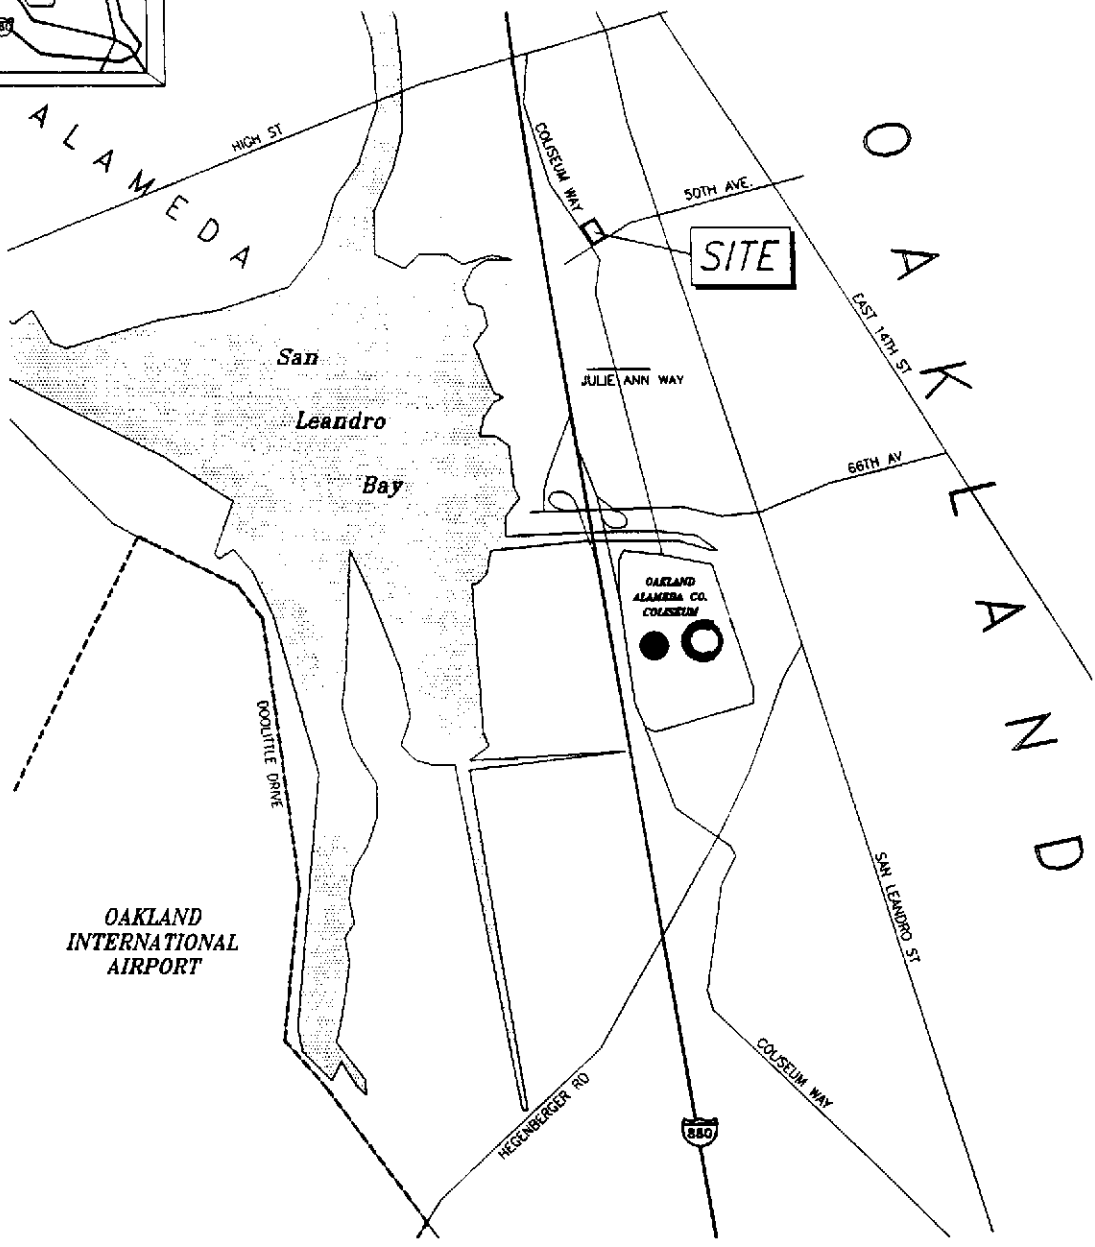 ALAMEDA
HIGH ST
COLISEUM WAY
50TH AVE.
SITE
OAKLAND
EAST 14TH ST
San
Leandro
Bay
JULIE ANN WAY
66TH AV
OAKLAND
ALAMEDA CO.
COLISEUM
DOOLITTLE DRIVE
OAKLAND
INTERNATIONAL
AIRPORT
SAN LEANDRO ST
COLISEUM WAY
HEGENBERGER RD
880